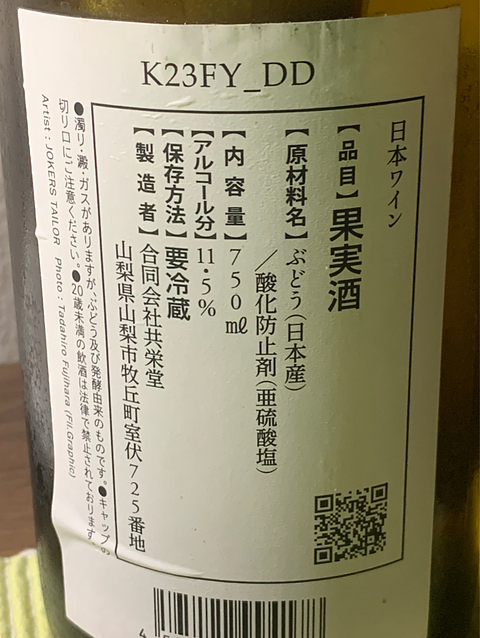 K23FY_DD
日本ワイン
【品目】果実酒
【原材料名】ぶどう(日本産)
／酸化防止剤(亜硫酸塩)
【内容量】750㎖
【アルコール分】11・5%
【保存方法】要冷蔵
【製造者】合同会社共栄堂
山梨県山梨市牧丘町室伏725番地
●濁り・澱・ガスがありますが、ぶどう及び発酵由来のものです。●キャップの
切り口にご注意ください。●20歳未満の飲酒は法律で禁止されております。
Artist : JOKERS TAILOR Photo : Tadahiro Fujihara (Fll.Graphic)